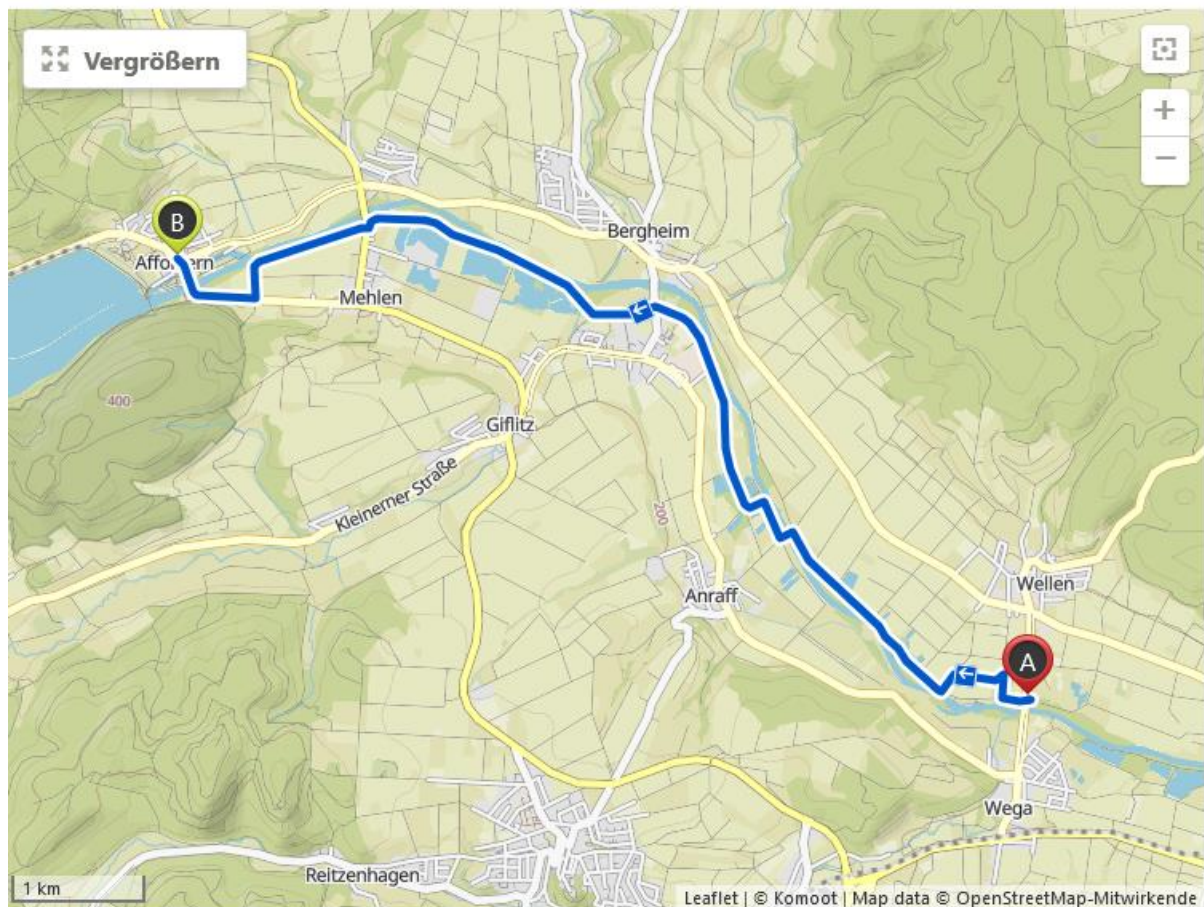 Vergrößern
+
−
B
Bergheim
Affoldern
Mehlen
400
Giflitz
Kleinerner Straße
200
Anraff
Wellen
A
Wega
Reitzenhagen
1 km
Leaflet | © Komoot | Map data © OpenStreetMap-Mitwirkende